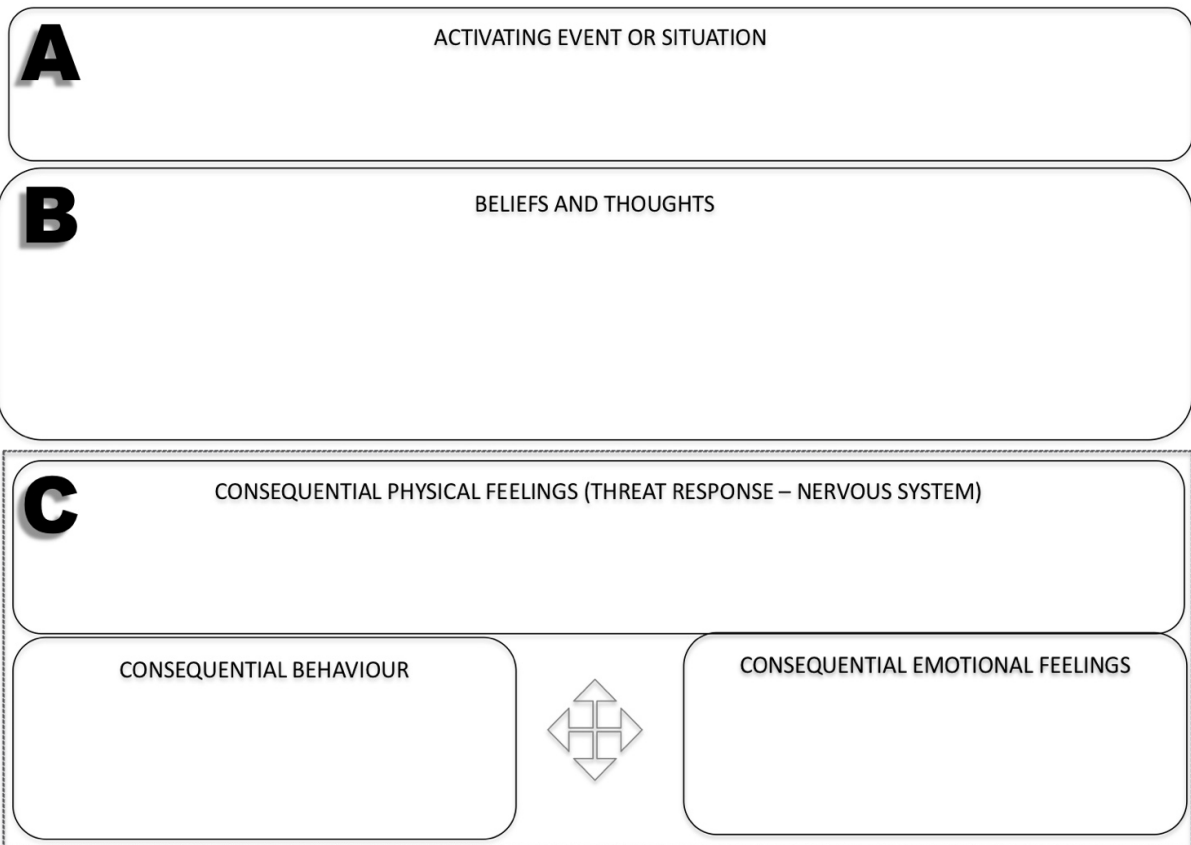 A
ACTIVATING EVENT OR SITUATION
B
BELIEFS AND THOUGHTS
C
CONSEQUENTIAL PHYSICAL FEELINGS (THREAT RESPONSE – NERVOUS SYSTEM)
CONSEQUENTIAL BEHAVIOUR
CONSEQUENTIAL EMOTIONAL FEELINGS